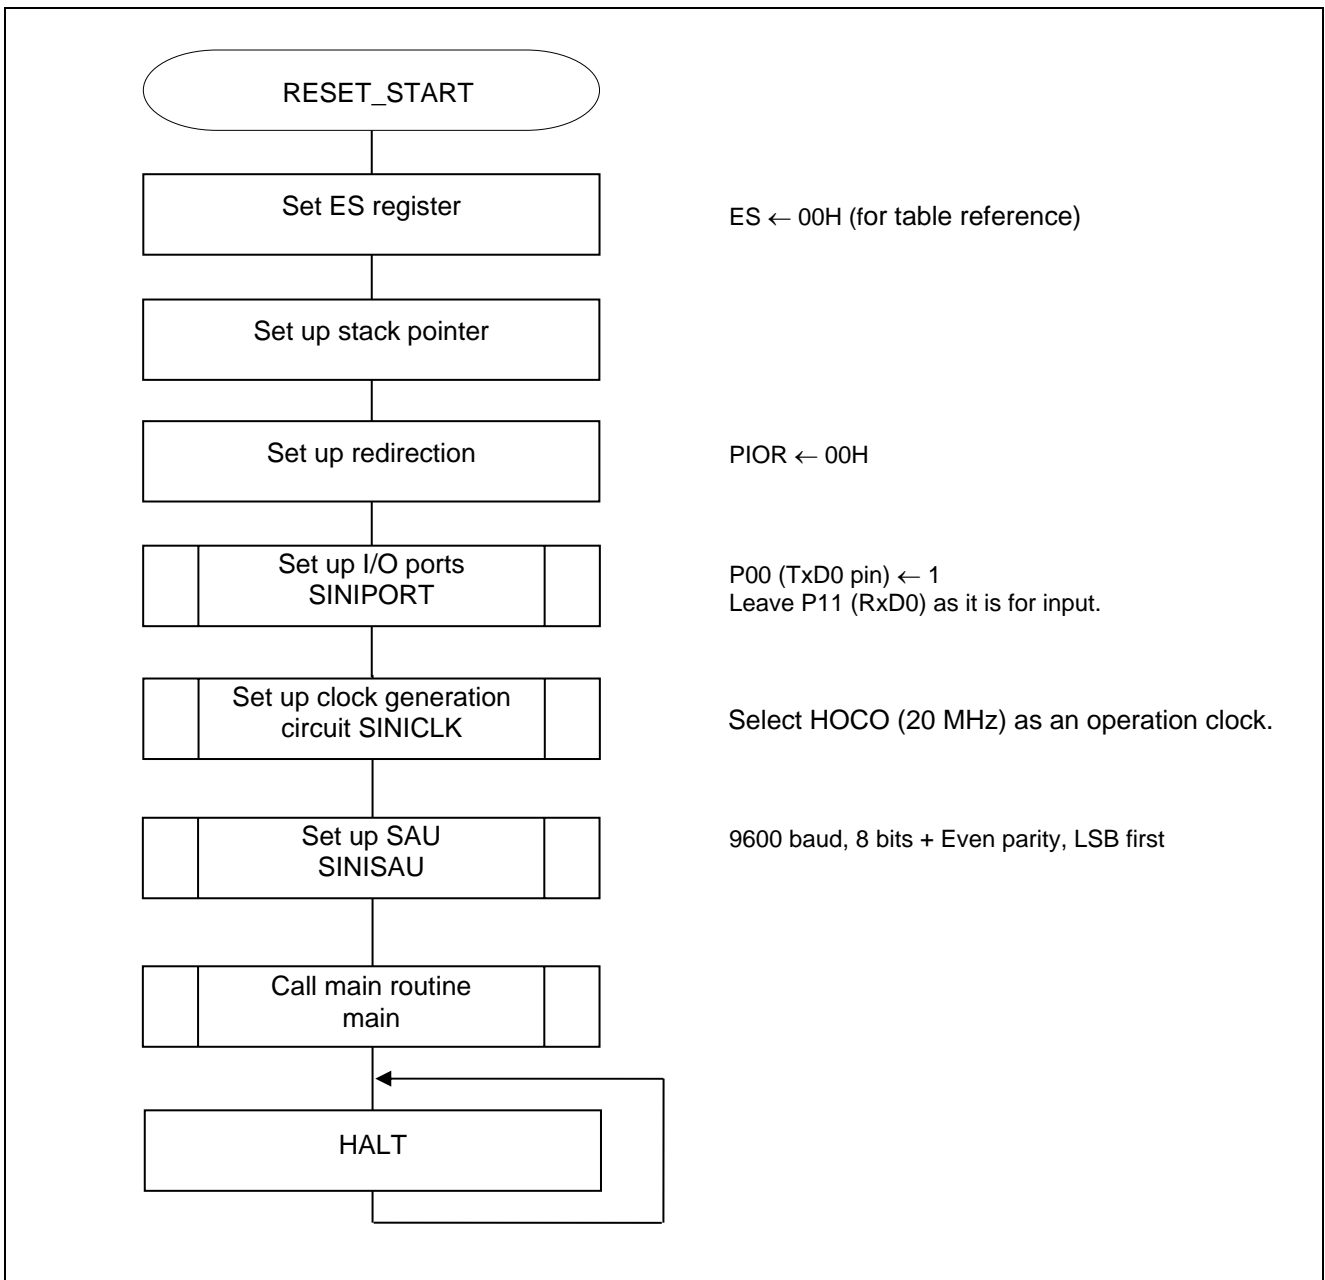 RESET_START
Set ES register
ES ← 00H (for table reference)
Set up stack pointer
Set up redirection
PIOR ← 00H
Set up I/O ports
SINIPORT
P00 (TxD0 pin) ← 1
Leave P11 (RxD0) as it is for input.
Set up clock generation
circuit SINICLK
Select HOCO (20 MHz) as an operation clock.
Set up SAU
SINISAU
9600 baud, 8 bits + Even parity, LSB first
Call main routine
main
HALT